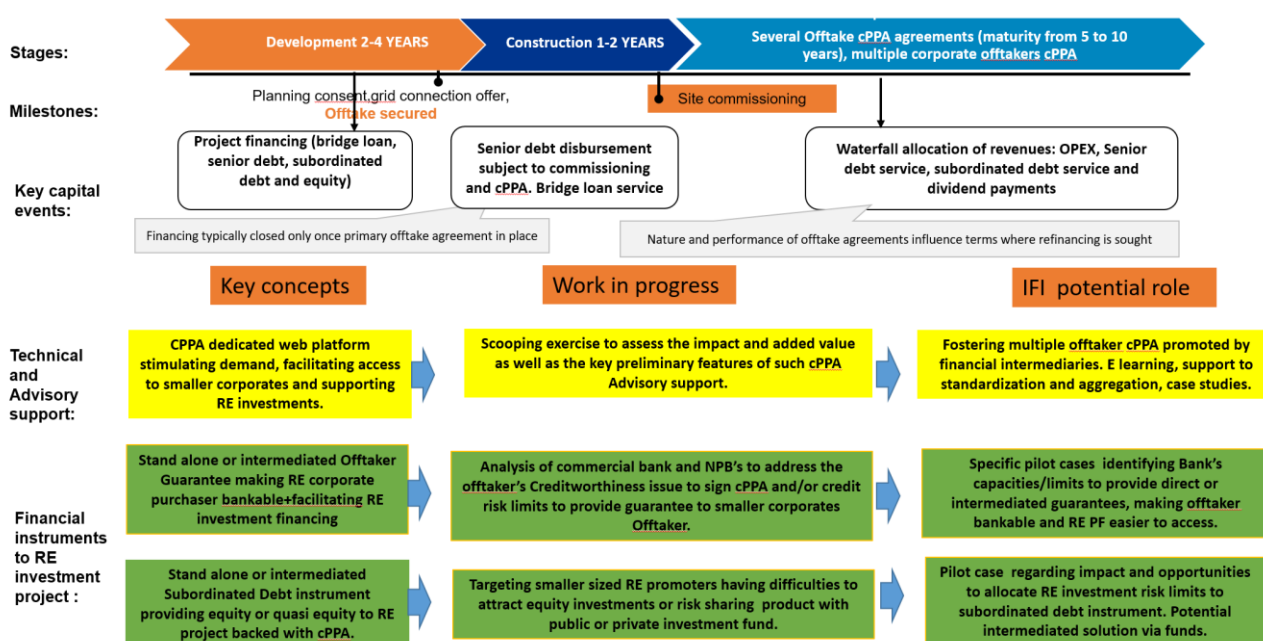 Stages:
Development 2-4 YEARS
Construction 1-2 YEARS
Several Offtake cPPA agreements (maturity from 5 to 10
years), multiple corporate offtakers cPPA
Milestones:
Planning consent,grid connection offer,
Offtake secured
Site commissioning
Key capital
events:
Project financing (bridge loan,
senior debt, subordinated
debt and equity)
Senior debt disbursement
subject to commissioning
and cPPA. Bridge loan service
Waterfall allocation of revenues: OPEX, Senior
debt service, subordinated debt service and
dividend payments
Financing typically closed only once primary offtake agreement in place
Nature and performance of offtake agreements influence terms where refinancing is sought
Key concepts
Work in progress
IFI potential role
Technical
and
Advisory
support:
CPPA dedicated web platform
stimulating demand, facilitating access
to smaller corporates and supporting
RE investments.
Scooping exercise to assess the impact and added value
as well as the key preliminary features of such cPPA
Advisory support.
Fostering multiple offtaker cPPA promoted by
financial intermediaries. E learning, support to
standardization and aggregation, case studies.
Financial
instruments
to RE
investment
project :
Stand alone or intermediated Offtaker
Guarantee making RE corporate
purchaser bankable+facilitating RE
investment financing
Analysis of commercial bank and NPB's to address the
offtaker's Creditworthiness issue to sign cPPA and/or credit
risk limits to provide guarantee to smaller corporates
Offtaker.
Specific pilot cases identifying Bank's
capacities/limits to provide direct or
intermediated guarantees, making offtaker
bankable and RE PF easier to access.
Stand alone or intermediated
Subordinated Debt instrument
providing equity or quasi equity to RE
project backed with cPPA.
Targeting smaller sized RE promoters having difficulties to
attract equity investments or risk sharing product with
public or private investment fund.
Pilot case regarding impact and opportunities
to allocate RE investment risk limits to
subordinated debt instrument. Potential
intermediated solution via funds.